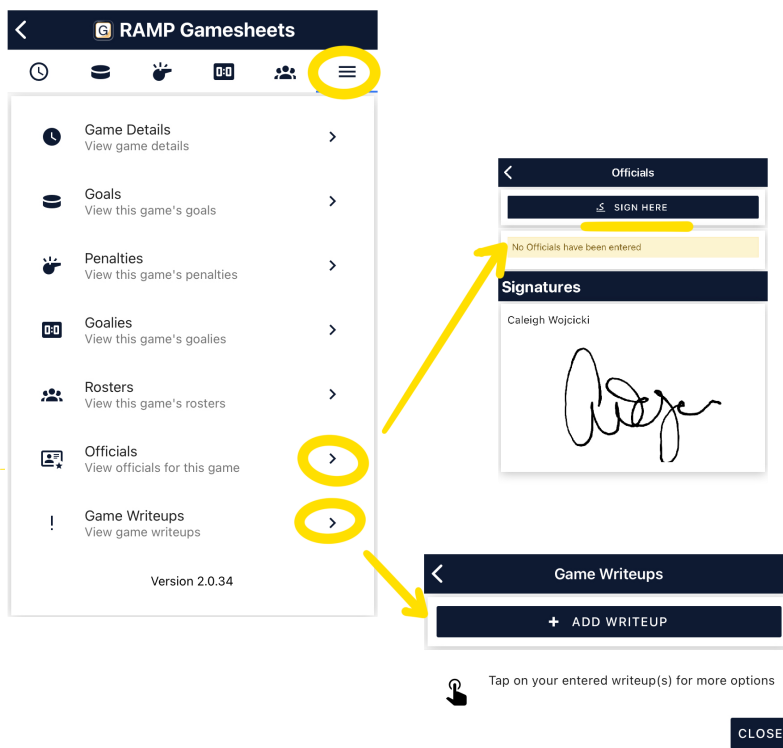 RAMP Gamesheets
Game Details
View game details
Goals
View this game's goals
Penalties
View this game's penalties
0:0
Goalies
View this game's goalies
Rosters
View this game's rosters
Officials
View officials for this game
! Game Writeups
View game writeups
Version 2.0.34
Officials
SIGN HERE
No Officials have been entered
Signatures
Caleigh Wojcicki
Game Writeups
+ ADD WRITEUP
Tap on your entered writeup(s) for more options
CLOSE